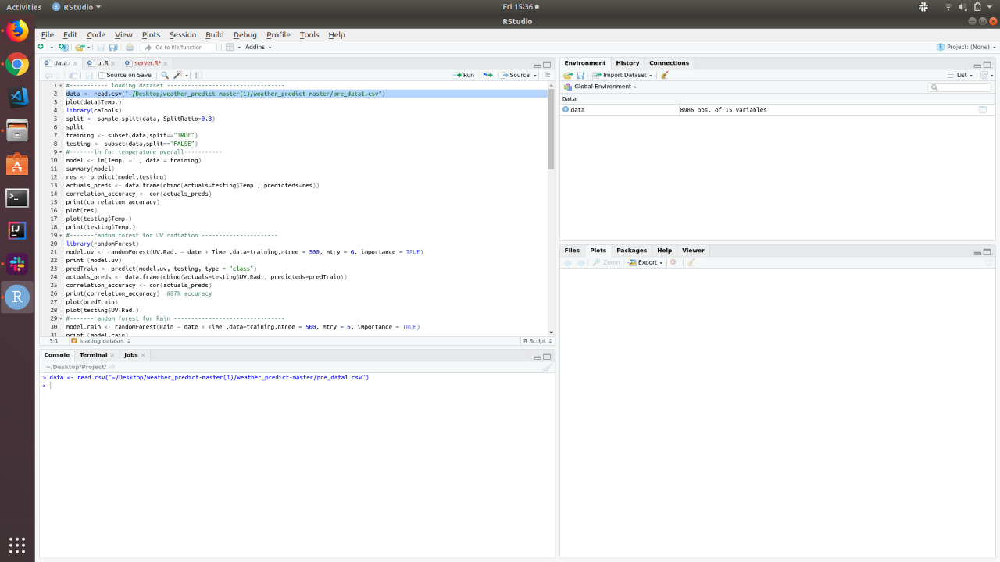 Activities RStudio Fri 15:36
RStudio
File Edit Code View Plots Session Build Debug Profile Tools Help
Go to file/function Addins Project: (None)
data.r ui.R server.R*
Source on Save Run Source
1 #----------- loading dataset ----------------------------------
2 data <- read.csv("~/Desktop/weather_predict-master(1)/weather_predict-master/pre_data1.csv")
3 plot(data$Temp.)
4 library(caTools)
5 split <- sample.split(data, SplitRatio=0.8)
6 split
7 training <- subset(data,split=="TRUE")
8 testing <- subset(data,split=="FALSE")
9 #-------lm for temperature overall-----------
10 model <- lm(Temp. ~. , data = training)
11 summary(model)
12 res <- predict(model,testing)
13 actuals_preds <- data.frame(cbind(actuals=testing$Temp., predicteds=res))
14 correlation_accuracy <- cor(actuals_preds)
15 print(correlation_accuracy)
16 plot(res)
17 plot(testing$Temp.)
18 print(testing$Temp.)
19 #-------random forest for UV radiation ----------------------
20 library(randomForest)
21 model.uv <- randomForest(UV.Rad. ~ date + Time ,data=training,ntree = 500, mtry = 6, importance = TRUE)
22 print (model.uv)
23 predTrain <- predict(model.uv, testing, type = "class")
24 actuals_preds <- data.frame(cbind(actuals=testing$UV.Rad., predicteds=predTrain))
25 correlation_accuracy <- cor(actuals_preds)
26 print(correlation_accuracy)  #87% accuracy
27 plot(predTrain)
28 plot(testing$UV.Rad.)
29 #-------random forest for Rain --------------------------------
30 model.rain <- randomForest(Rain ~ date + Time ,data=training,ntree = 500, mtry = 6, importance = TRUE)
31 print (model.rain)
3:1 loading dataset R Script
Console Terminal Jobs
~/Desktop/Project/
> data <- read.csv("~/Desktop/weather_predict-master(1)/weather_predict-master/pre_data1.csv")
>
Environment History Connections
Import Dataset List
Global Environment
Data
data 8986 obs. of 15 variables
Files Plots Packages Help Viewer
Zoom Export